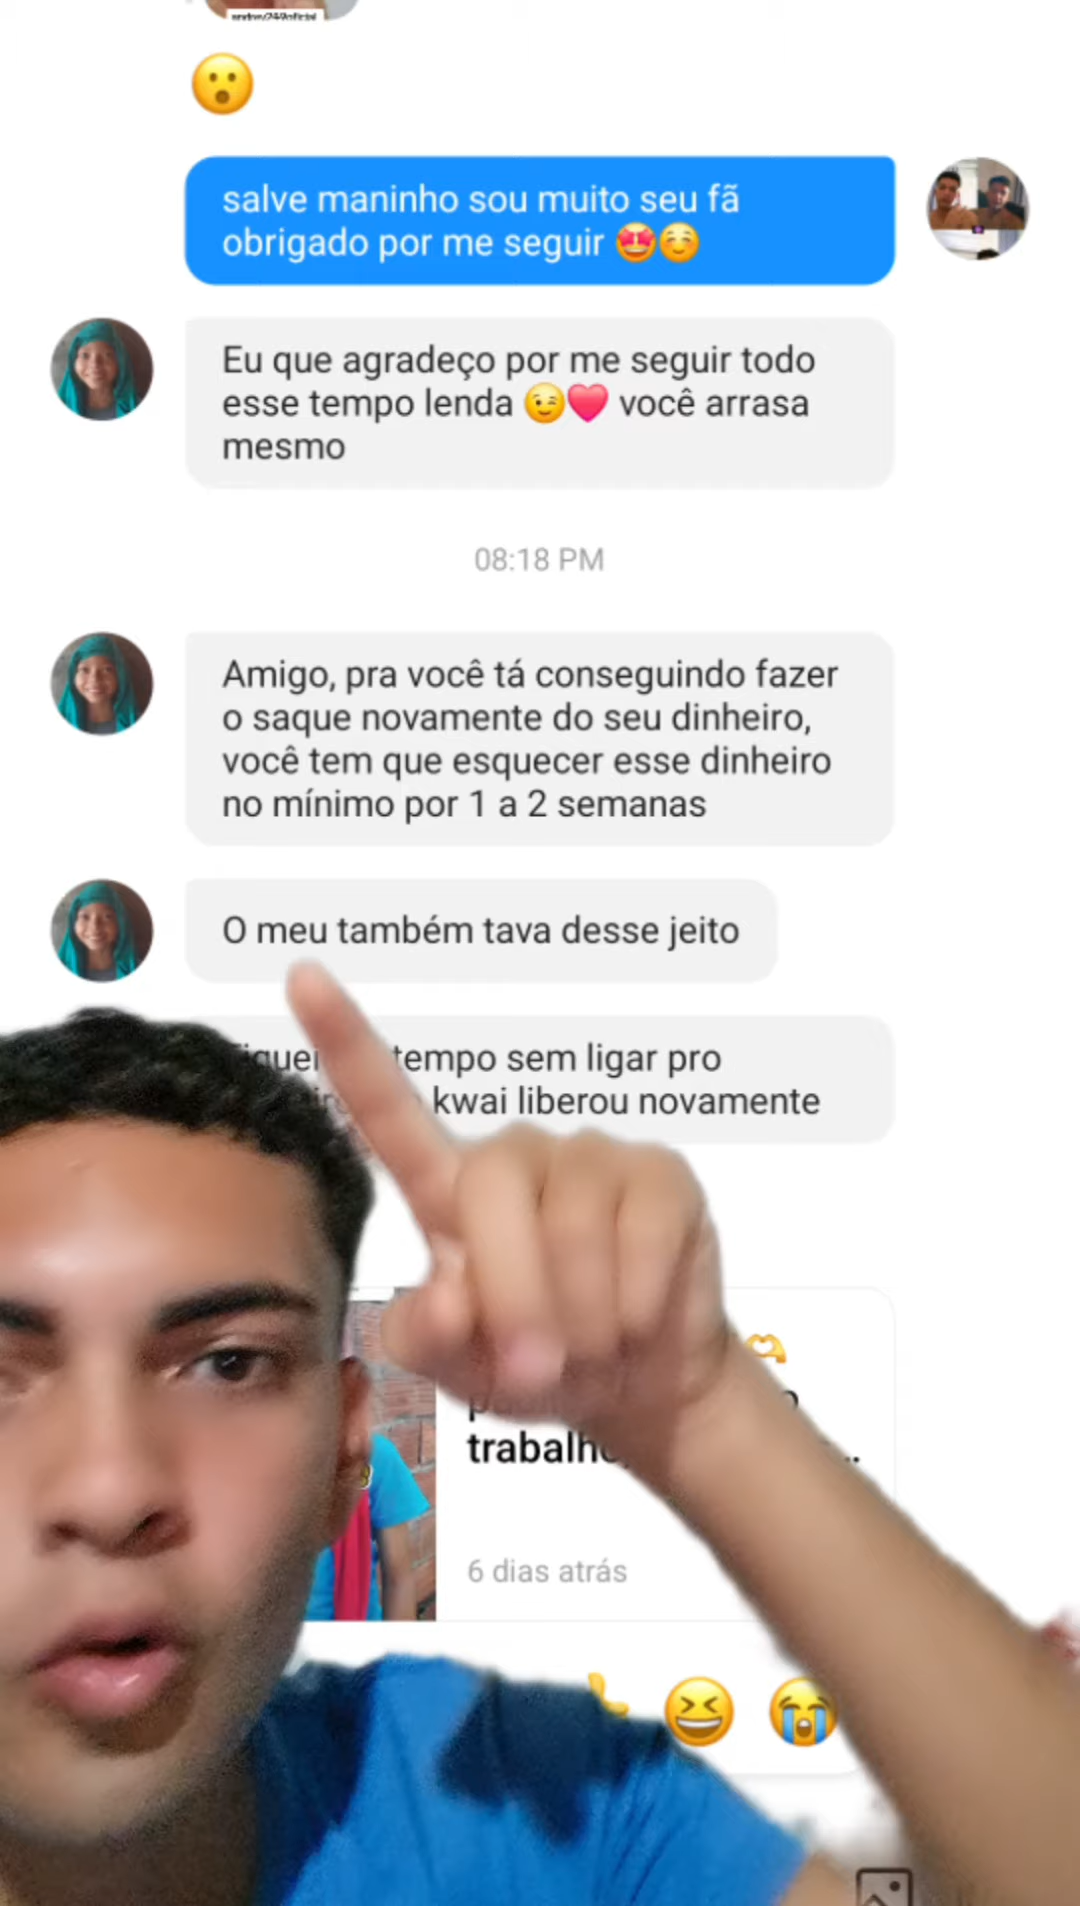 salve maninho sou muito seu fã
obrigado por me seguir 🤩☺️
Eu que agradeço por me seguir todo
esse tempo lenda 😉❤️ você arrasa
mesmo
08:18 PM
Amigo, pra você tá conseguindo fazer
o saque novamente do seu dinheiro,
você tem que esquecer esse dinheiro
no mínimo por 1 a 2 semanas
O meu também tava desse jeito
tempo sem ligar pro
kwai liberou novamente
6 dias atrás